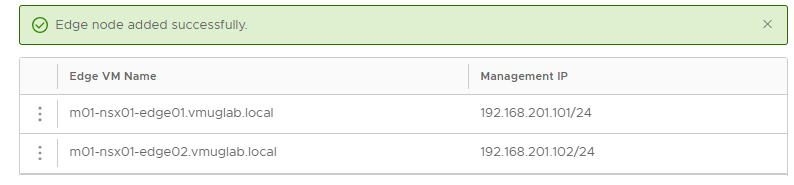 Edge node added successfully.
Edge VM Name Management IP
m01-nsx01-edge01.vmuglab.local 192.168.201.101/24
m01-nsx01-edge02.vmuglab.local 192.168.201.102/24